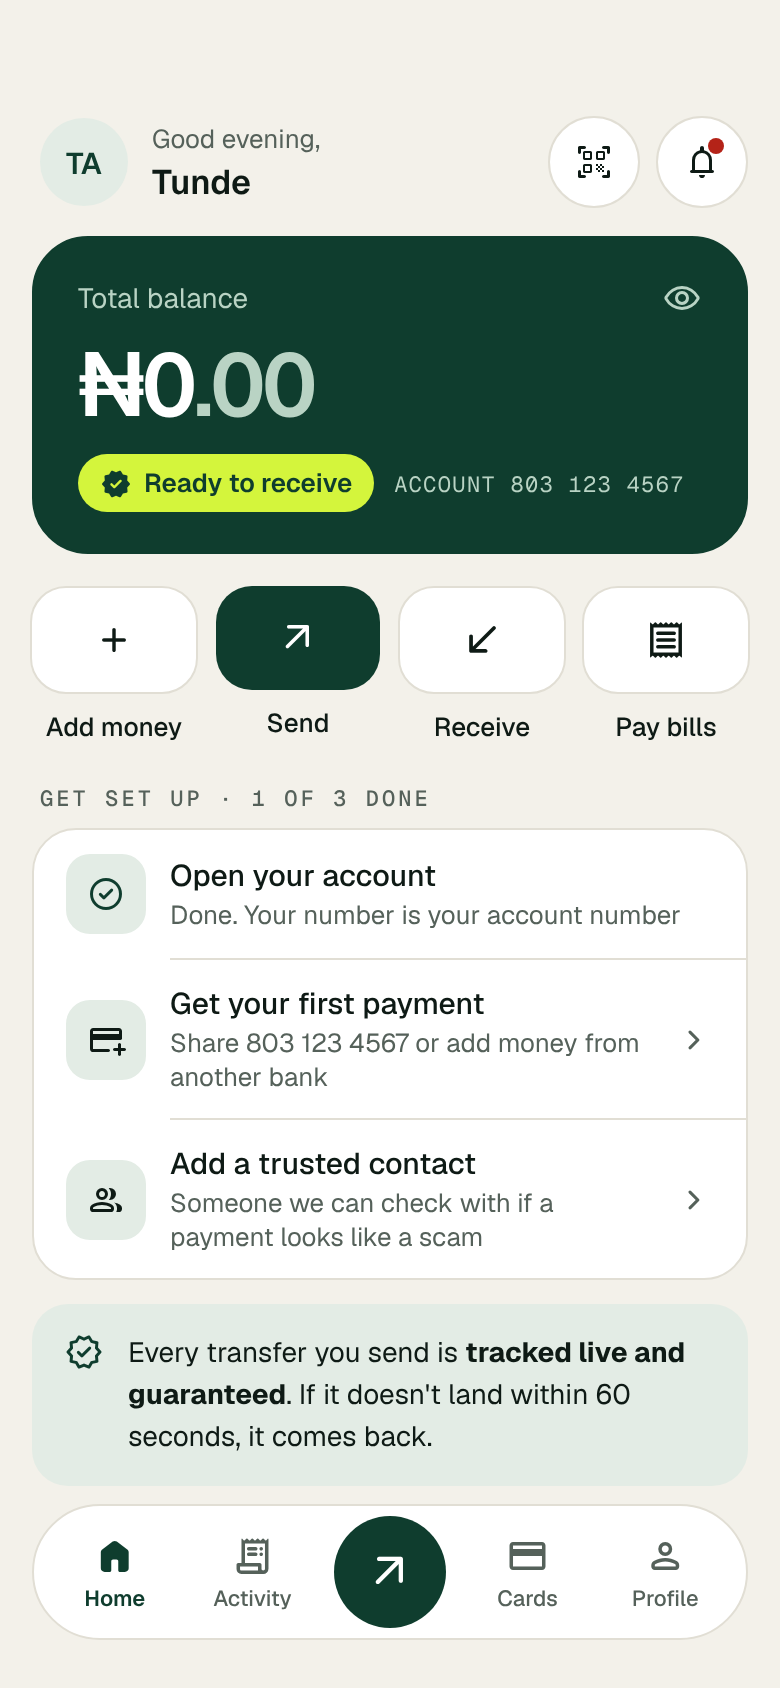 TA
Good evening,
Tunde
Total balance
₦0.00
Ready to receive
ACCOUNT 803 123 4567
Add money
Send
Receive
Pay bills
GET SET UP · 1 OF 3 DONE
Open your account
Done. Your number is your account number
Get your first payment
Share 803 123 4567 or add money from
another bank
Add a trusted contact
Someone we can check with if a
payment looks like a scam
Every transfer you send is tracked live and
guaranteed. If it doesn't land within 60
seconds, it comes back.
Home
Activity
Cards
Profile